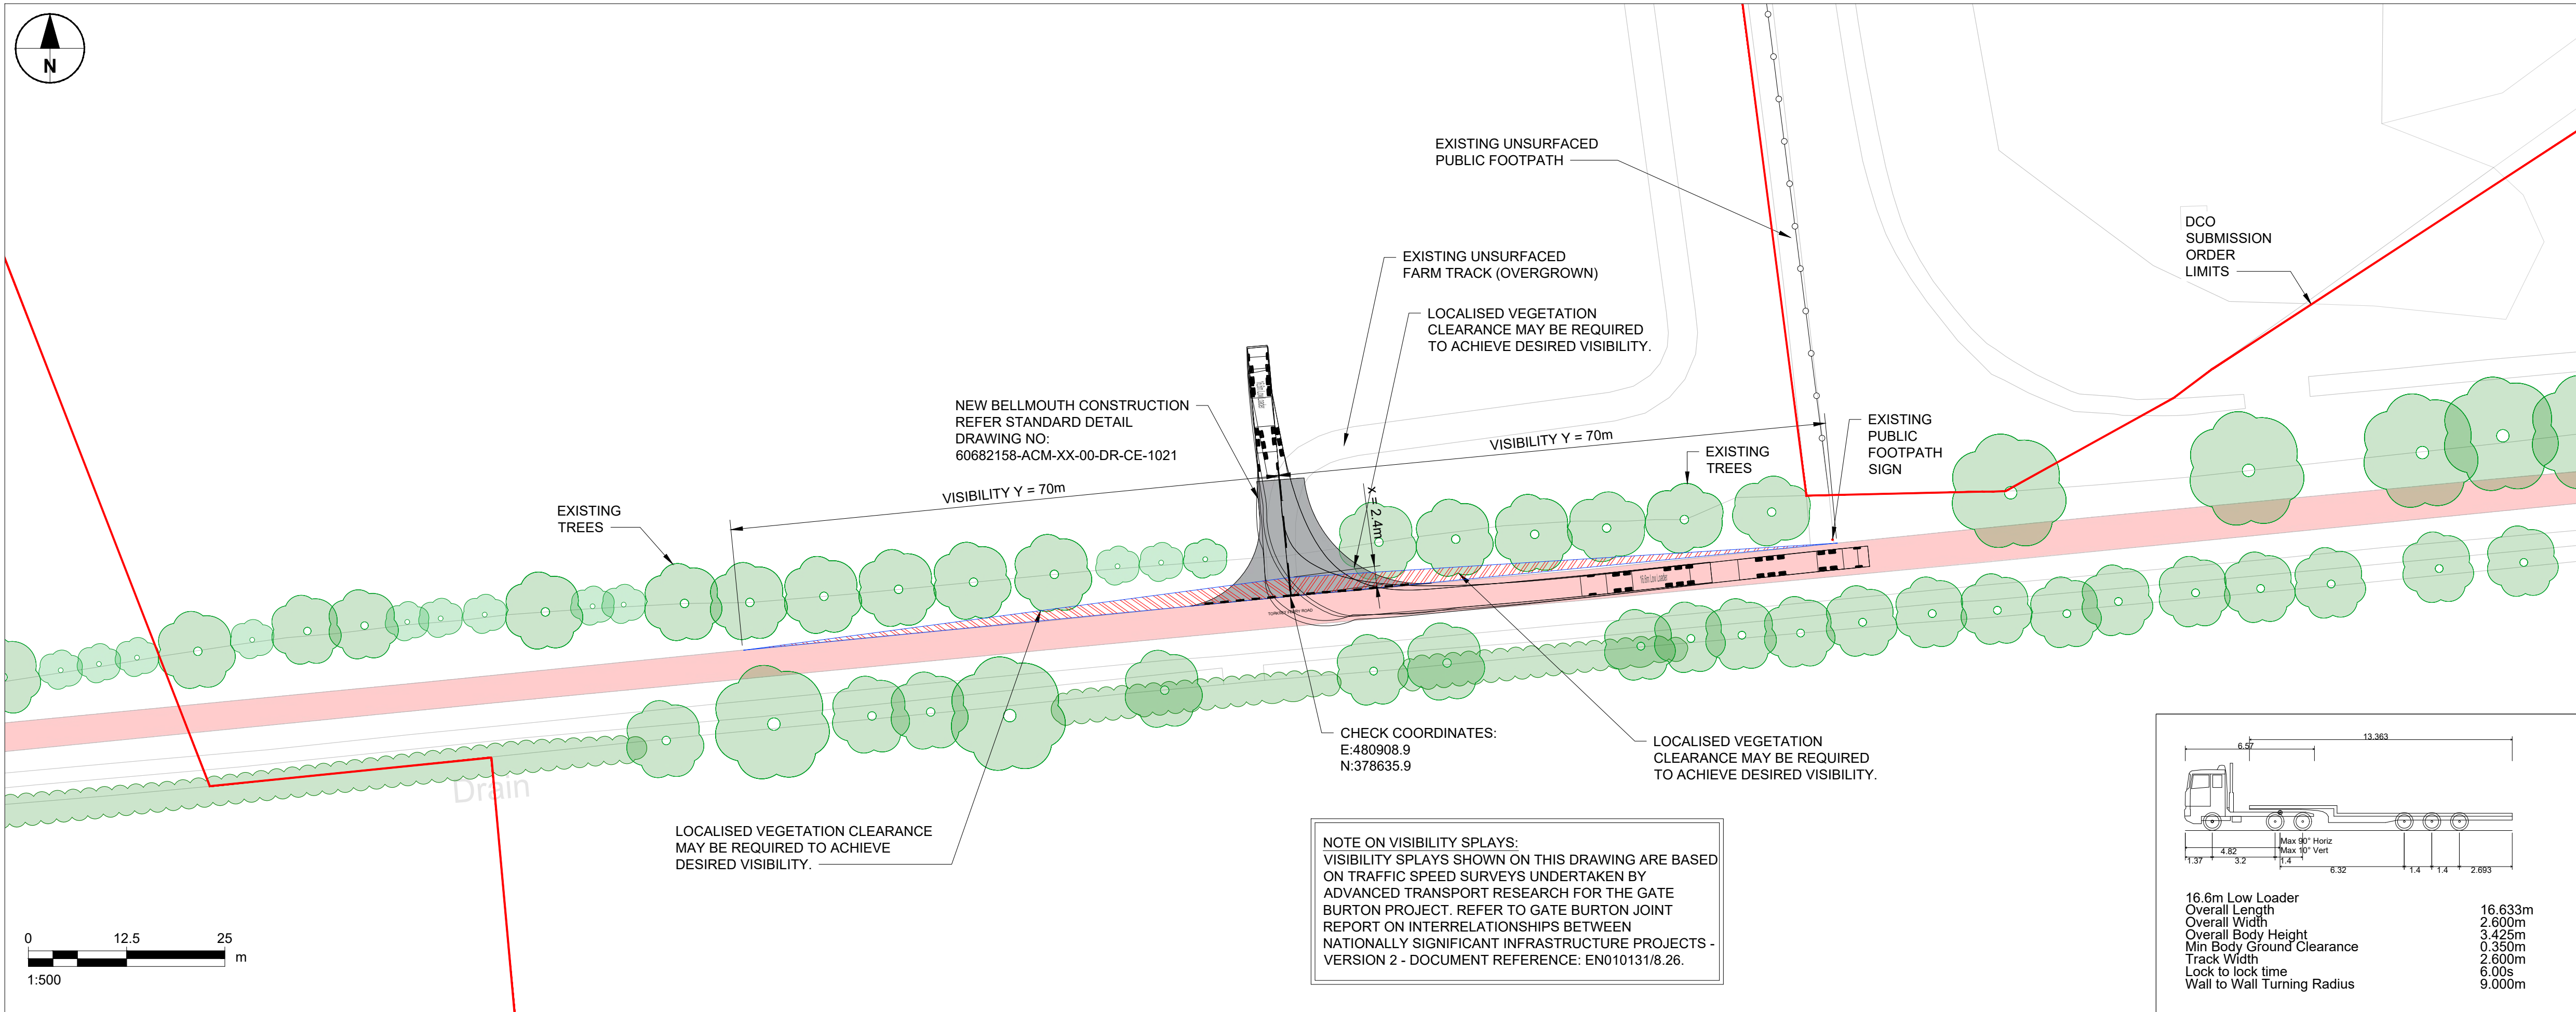 N
EXISTING UNSURFACED
PUBLIC FOOTPATH
DCO
SUBMISSION
ORDER
LIMITS
EXISTING UNSURFACED
FARM TRACK (OVERGROWN)
LOCALISED VEGETATION
CLEARANCE MAY BE REQUIRED
TO ACHIEVE DESIRED VISIBILITY.
NEW BELLMOUTH CONSTRUCTION
REFER STANDARD DETAIL
DRAWING NO:
60682158-ACM-XX-00-DR-CE-1021
VISIBILITY Y = 70m
EXISTING
PUBLIC
FOOTPATH
SIGN
EXISTING
TREES
VISIBILITY Y = 70m
x = 2.4m
EXISTING
TREES
16.6m Low Loader
TORKSEY FERRY ROAD
CHECK COORDINATES:
E:480908.9
N:378635.9
LOCALISED VEGETATION
CLEARANCE MAY BE REQUIRED
TO ACHIEVE DESIRED VISIBILITY.
Drain
LOCALISED VEGETATION CLEARANCE
MAY BE REQUIRED TO ACHIEVE
DESIRED VISIBILITY.
NOTE ON VISIBILITY SPLAYS:
VISIBILITY SPLAYS SHOWN ON THIS DRAWING ARE BASED
ON TRAFFIC SPEED SURVEYS UNDERTAKEN BY
ADVANCED TRANSPORT RESEARCH FOR THE GATE
BURTON PROJECT. REFER TO GATE BURTON JOINT
REPORT ON INTERRELATIONSHIPS BETWEEN
NATIONALLY SIGNIFICANT INFRASTRUCTURE PROJECTS -
VERSION 2 - DOCUMENT REFERENCE: EN010131/8.26.
0 12.5 25
m
1:500
13.363
6.57
Max 90° Horiz
Max 10° Vert
4.82
1.37 3.2 1.4
6.32 1.4 1.4 2.693
16.6m Low Loader
Overall Length 16.633m
Overall Width 2.600m
Overall Body Height 3.425m
Min Body Ground Clearance 0.350m
Track Width 2.600m
Lock to lock time 6.00s
Wall to Wall Turning Radius 9.000m